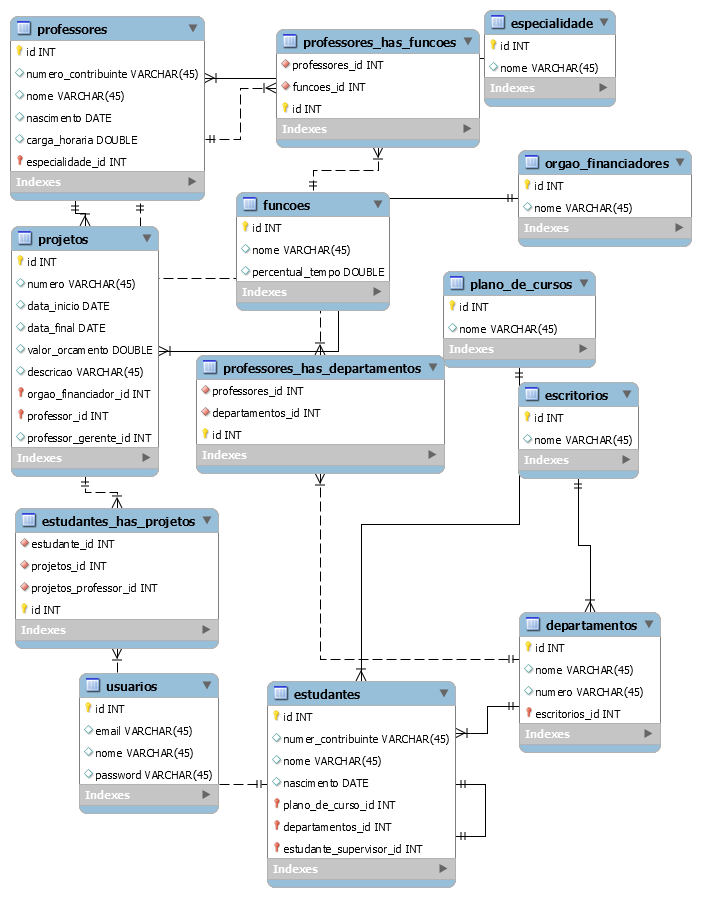 professores
id INT
numero_contribuinte VARCHAR(45)
nome VARCHAR(45)
nascimento DATE
carga_horaria DOUBLE
especialidade_id INT
Indexes
professores_has_funcoes
professores_id INT
funcoes_id INT
id INT
Indexes
especialidade
id INT
nome VARCHAR(45)
Indexes
orgao_financiadores
id INT
nome VARCHAR(45)
Indexes
funcoes
id INT
nome VARCHAR(45)
percentual_tempo DOUBLE
Indexes
projetos
id INT
numero VARCHAR(45)
data_inicio DATE
data_final DATE
valor_orcamento DOUBLE
descricao VARCHAR(45)
orgao_financiador_id INT
professor_id INT
professor_gerente_id INT
Indexes
plano_de_cursos
id INT
nome VARCHAR(45)
Indexes
professores_has_departamentos
professores_id INT
departamentos_id INT
id INT
Indexes
escritorios
id INT
nome VARCHAR(45)
Indexes
estudantes_has_projetos
estudante_id INT
projetos_id INT
projetos_professor_id INT
id INT
Indexes
departamentos
id INT
nome VARCHAR(45)
numero VARCHAR(45)
escritorios_id INT
Indexes
usuarios
id INT
email VARCHAR(45)
nome VARCHAR(45)
password VARCHAR(45)
Indexes
estudantes
id INT
numer_contribuinte VARCHAR(45)
nome VARCHAR(45)
nascimento DATE
plano_de_curso_id INT
departamentos_id INT
estudante_supervisor_id INT
Indexes